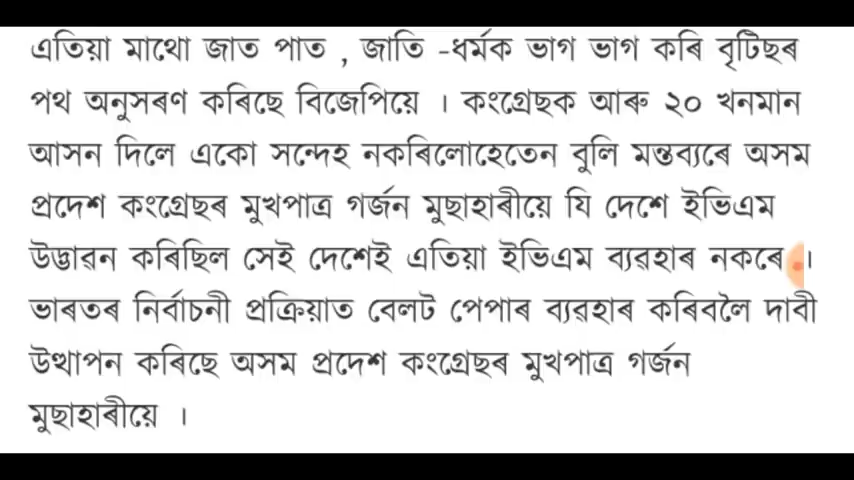 এতিয়া মাথো জাত পাত , জাতি -ধৰ্মক ভাগ ভাগ কৰি বৃটিছৰ
পথ অনুসৰণ কৰিছে বিজেপিয়ে । কংগ্ৰেছক আৰু ২০ খনমান
আসন দিলে একো সন্দেহ নকৰিলোহেতেন বুলি মন্তব্যৰে অসম
প্ৰদেশ কংগ্ৰেছৰ মুখপাত্ৰ গৰ্জন মুছাহাৰীয়ে যি দেশে ইভিএম
উদ্ভাৱন কৰিছিল সেই দেশেই এতিয়া ইভিএম ব্যৱহাৰ নকৰে ।
ভাৰতৰ নিৰ্বাচনী প্ৰক্ৰিয়াত বেলট পেপাৰ ব্যৱহাৰ কৰিবলৈ দাবী
উত্থাপন কৰিছে অসম প্ৰদেশ কংগ্ৰেছৰ মুখপাত্ৰ গৰ্জন
মুছাহাৰীয়ে ।